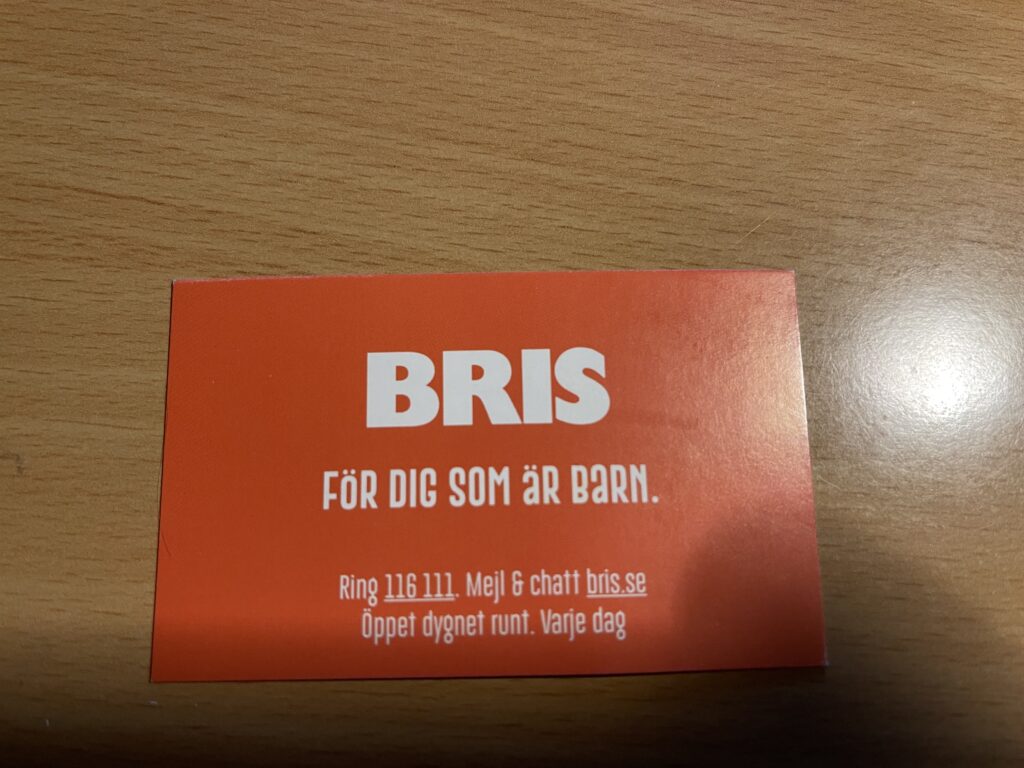 BRIS
FÖR DIG SOM ÄR BARN.
Ring 116 111. Mejl & chatt bris.se
Öppet dygnet runt. Varje dag